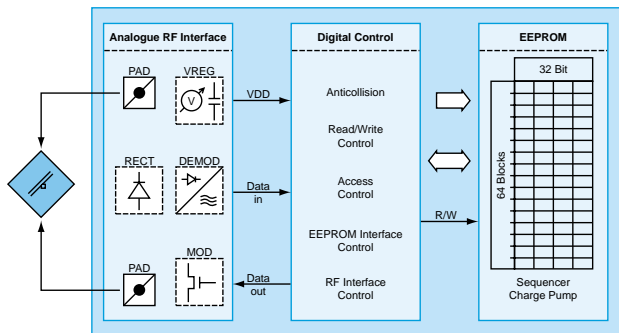 Analogue RF Interface
Digital Control
EEPROM
PAD
VREG
V
VDD
RECT
DEMOD
Data
in
PAD
MOD
Data
out
Anticollision
Read/Write
Control
Access
Control
EEPROM Interface
Control
RF Interface
Control
R/W
32 Bit
64 Blocks
Sequencer
Charge Pump